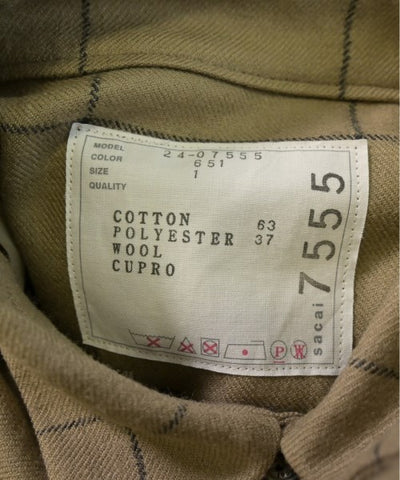 MODEL 24-07555
COLOR 651
SIZE 1
QUALITY
COTTON 63
POLYESTER 37
WOOL
CUPRO
sacai 7555
P W